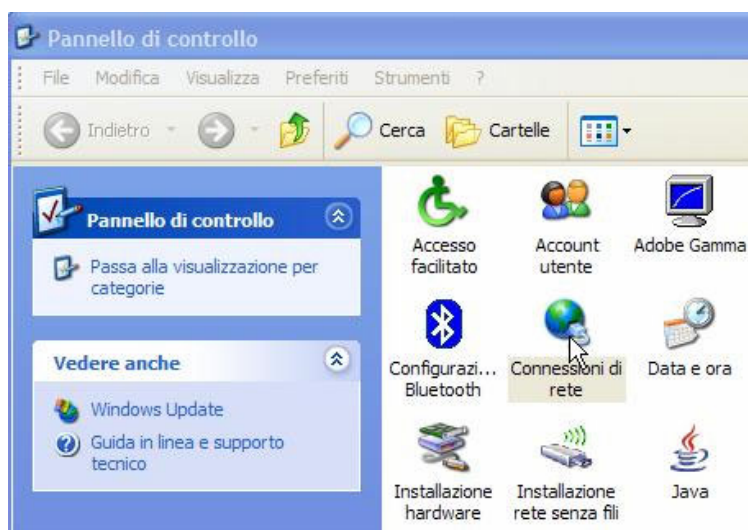 Pannello di controllo
File Modifica Visualizza Preferiti Strumenti ?
Indietro Cerca Cartelle
Pannello di controllo
Passa alla visualizzazione per
categorie
Vedere anche
Windows Update
Guida in linea e supporto
tecnico
Accesso
facilitato
Account
utente
Adobe Gamma
Configurazi...
Bluetooth
Connessioni di
rete
Data e ora
Installazione
hardware
Installazione
rete senza fili
Java